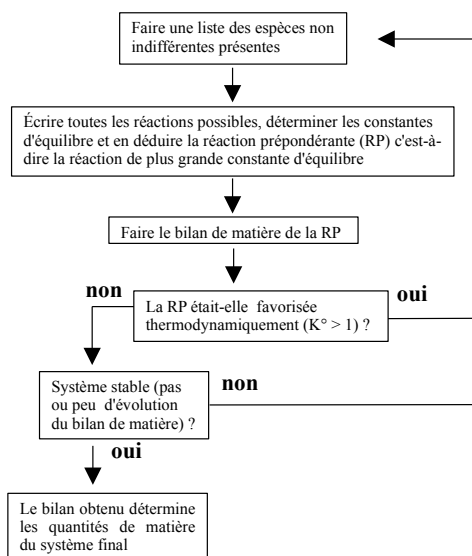 Faire une liste des espèces non
indifférentes présentes
Écrire toutes les réactions possibles, déterminer les constantes
d'équilibre et en déduire la réaction prépondérante (RP) c'est-à-
dire la réaction de plus grande constante d'équilibre
Faire le bilan de matière de la RP
non
La RP était-elle favorisée
thermodynamiquement (K° > 1) ?
oui
Système stable (pas
ou peu d'évolution
du bilan de matière) ?
non
oui
Le bilan obtenu détermine
les quantités de matière
du système final